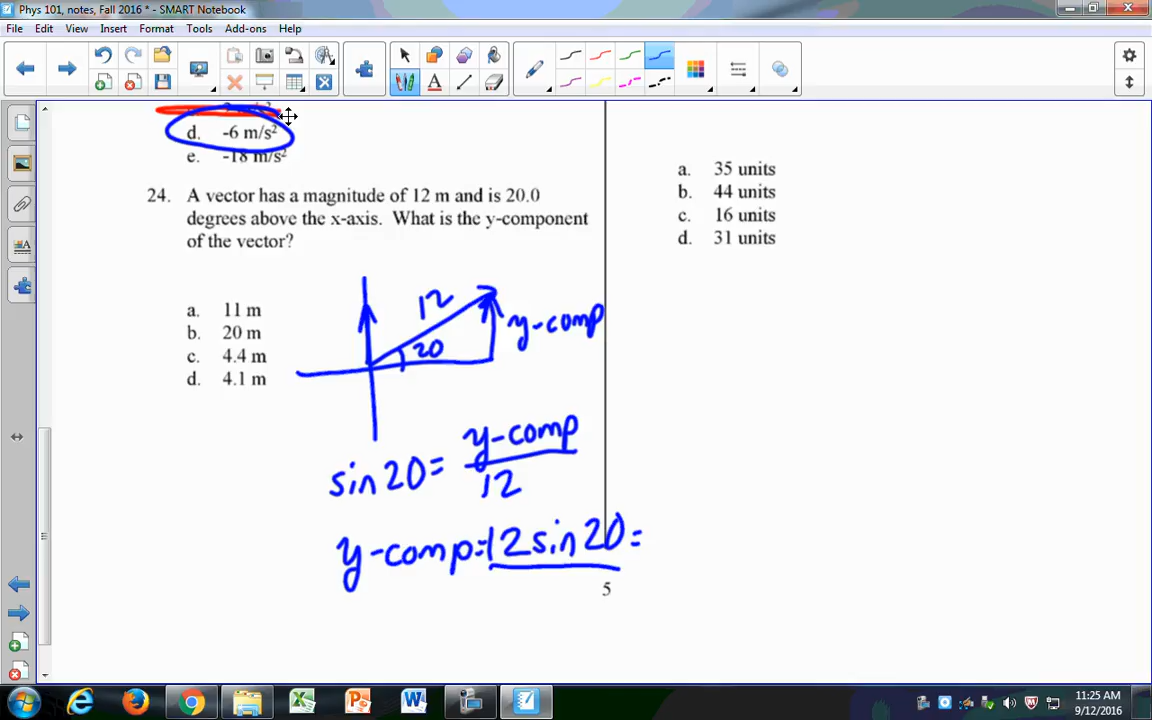 Phys 101, notes, Fall 2016 * - SMART Notebook
File Edit View Insert Format Tools Add-ons Help
d. -6 m/s²
e. -18 m/s²
24. A vector has a magnitude of 12 m and is 20.0
degrees above the x-axis. What is the y-component
of the vector?
a. 11 m
b. 20 m
c. 4.4 m
d. 4.1 m
12
20
y-comp
sin 20 = y-comp
12
y-comp = 12 sin 20 =
5
a. 35 units
b. 44 units
c. 16 units
d. 31 units
11:25 AM
9/12/2016